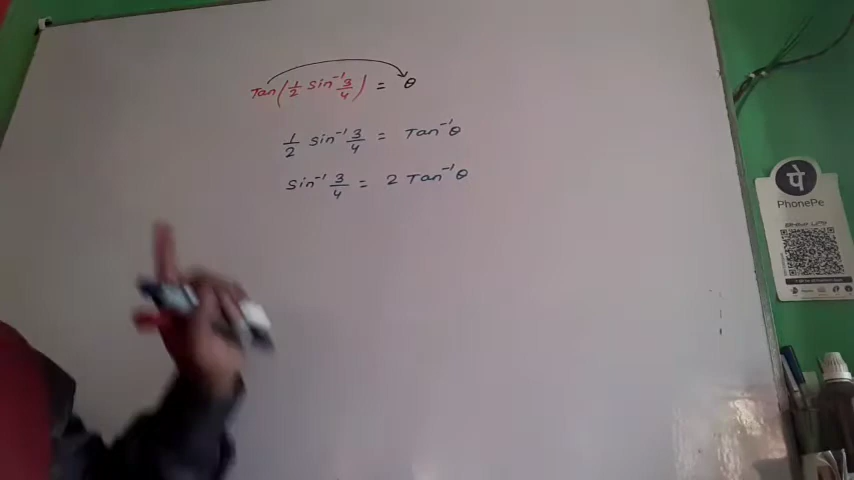 Tan(1/2 Sin⁻¹ 3/4) = θ
1/2 Sin⁻¹ 3/4 = Tan⁻¹θ
Sin⁻¹ 3/4 = 2 Tan⁻¹θ
PhonePe